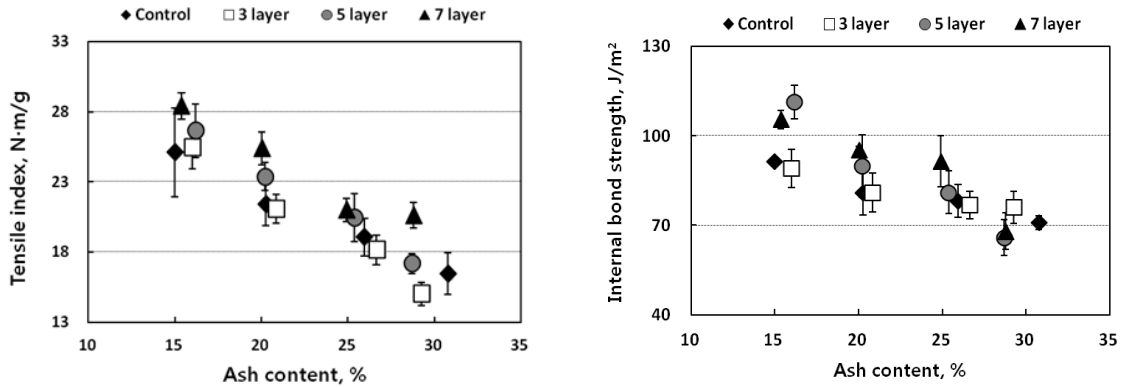 Control 3 layer 5 layer 7 layer
33
28
23
18
13
10 15 20 25 30 35
Tensile index, N·m/g
Ash content, %
Control 3 layer 5 layer 7 layer
130
100
70
40
10 15 20 25 30 35
Internal bond strength, J/m²
Ash content, %